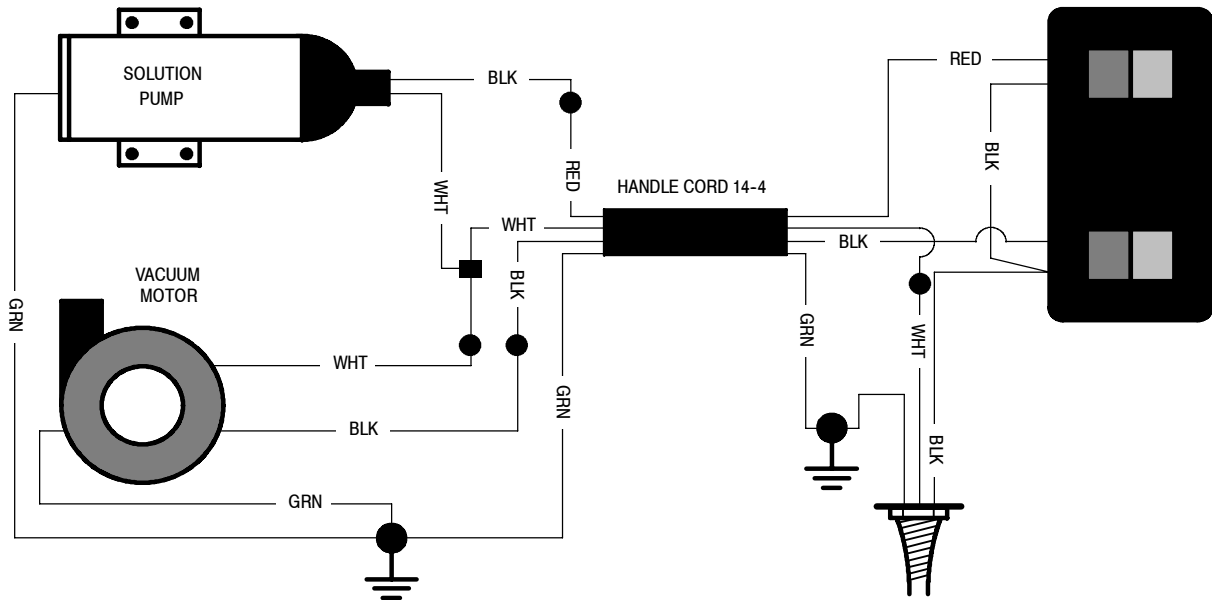 SOLUTION
PUMP
BLK
RED
RED
BLK
WHT
HANDLE CORD 14-4
WHT
BLK
BLK
VACUUM
MOTOR
GRN
GRN
WHT
WHT
GRN
BLK
BLK
GRN